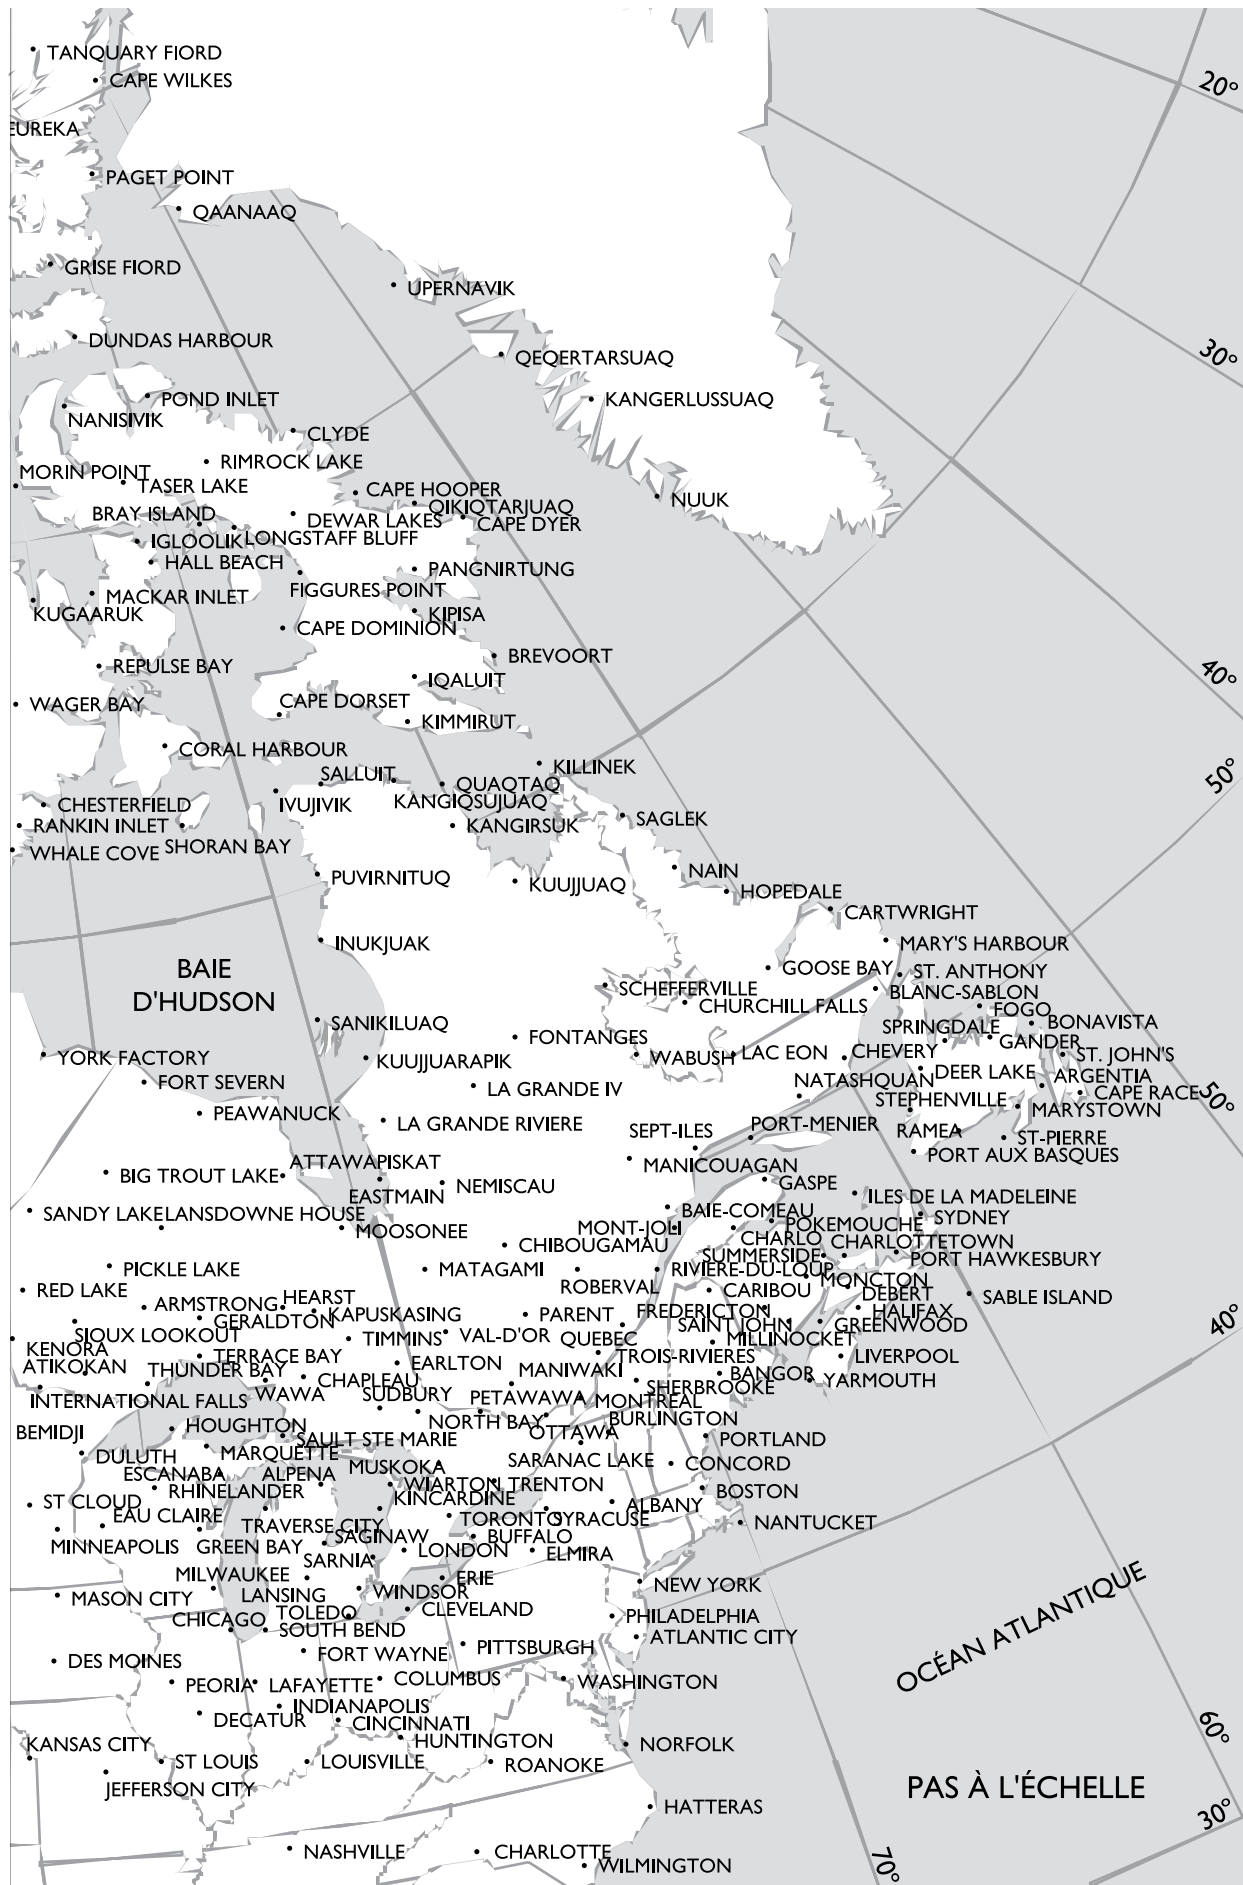 TANQUARY FIORD
CAPE WILKES
20°
EUREKA
PAGET POINT
QAANAAQ
GRISE FIORD
UPERNAVIK
DUNDAS HARBOUR
QEQERTARSUAQ
30°
POND INLET
KANGERLUSSUAQ
NANISIVIK
CLYDE
RIMROCK LAKE
MORIN POINT
TASER LAKE
CAPE HOOPER
NUUK
QIKIQTARJUAQ
BRAY ISLAND
DEWAR LAKES
CAPE DYER
IGLOOLIK
LONGSTAFF BLUFF
HALL BEACH
PANGNIRTUNG
FIGGURES POINT
MACKAR INLET
KUGAARUK
KIPISA
CAPE DOMINION
BREVOORT
REPULSE BAY
IQALUIT
40°
CAPE DORSET
WAGER BAY
KIMMIRUT
CORAL HARBOUR
KILLINEK
SALLUIT
QUAQTAQ
50°
IVUJIVIK
KANGIQSUJUAQ
CHESTERFIELD
RANKIN INLET
KANGIRSUK
SAGLEK
SHORAN BAY
WHALE COVE
NAIN
PUVIRNITUQ
KUUJJUAQ
HOPEDALE
CARTWRIGHT
INUKJUAK
MARY'S HARBOUR
BAIE
D'HUDSON
GOOSE BAY
ST. ANTHONY
SCHEFFERVILLE
BLANC-SABLON
CHURCHILL FALLS
FOGO
SANIKILUAQ
SPRINGDALE
BONAVISTA
FONTANGES
GANDER
YORK FACTORY
KUUJJUARAPIK
WABUSH
LAC EON
CHEVERY
ST. JOHN'S
FORT SEVERN
LA GRANDE IV
NATASHQUAN
DEER LAKE
ARGENTIA
CAPE RACE
50°
STEPHENVILLE
MARYSTOWN
PEAWANUCK
LA GRANDE RIVIERE
SEPT-ILES
PORT-MENIER
RAMEA
ST-PIERRE
PORT AUX BASQUES
ATTAWAPISKAT
MANICOUAGAN
BIG TROUT LAKE
NEMISCAU
GASPE
EASTMAIN
ILES DE LA MADELEINE
SANDY LAKE
LANSDOWNE HOUSE
BAIE-COMEAU
SYDNEY
MOOSONEE
MONT-JOLI
POKEMOUCHE
CHARLO
CHIBOUGAMAU
SUMMERSIDE
CHARLOTTETOWN
PORT HAWKESBURY
PICKLE LAKE
MATAGAMI
ROBERVAL
RIVIERE-DU-LOUP
MONCTON
RED LAKE
CARIBOU
DEBERT
SABLE ISLAND
ARMSTRONG
HEARST
KAPUSKASING
PARENT
FREDERICTON
HALIFAX
GERALDTON
SAINT JOHN
GREENWOOD
40°
SIOUX LOOKOUT
TIMMINS
VAL-D'OR
QUEBEC
MILLINOCKET
KENORA
TERRACE BAY
TROIS-RIVIERES
LIVERPOOL
ATIKOKAN
THUNDER BAY
EARLTON
MANIWAKI
BANGOR
YARMOUTH
WAWA
CHAPLEAU
SHERBROOKE
INTERNATIONAL FALLS
SUDBURY
PETAWAWA
MONTREAL
BEMIDJI
HOUGHTON
NORTH BAY
BURLINGTON
OTTAWA
SAULT STE MARIE
PORTLAND
DULUTH
MARQUETTE
SARANAC LAKE
CONCORD
ESCANABA
ALPENA
MUSKOKA
RHINELANDER
WIARTON
TRENTON
BOSTON
ST CLOUD
KINCARDINE
ALBANY
EAU CLAIRE
TRAVERSE CITY
TORONTO
SYRACUSE
NANTUCKET
MINNEAPOLIS
GREEN BAY
SAGINAW
BUFFALO
SARNIA
LONDON
ELMIRA
MILWAUKEE
ERIE
NEW YORK
MASON CITY
LANSING
WINDSOR
OCÉAN ATLANTIQUE
CHICAGO
TOLEDO
CLEVELAND
PHILADELPHIA
SOUTH BEND
ATLANTIC CITY
FORT WAYNE
PITTSBURGH
DES MOINES
PEORIA
LAFAYETTE
COLUMBUS
WASHINGTON
INDIANAPOLIS
DECATUR
CINCINNATI
60°
KANSAS CITY
HUNTINGTON
NORFOLK
ST LOUIS
LOUISVILLE
ROANOKE
JEFFERSON CITY
PAS À L'ÉCHELLE
HATTERAS
30°
NASHVILLE
CHARLOTTE
WILMINGTON
70°